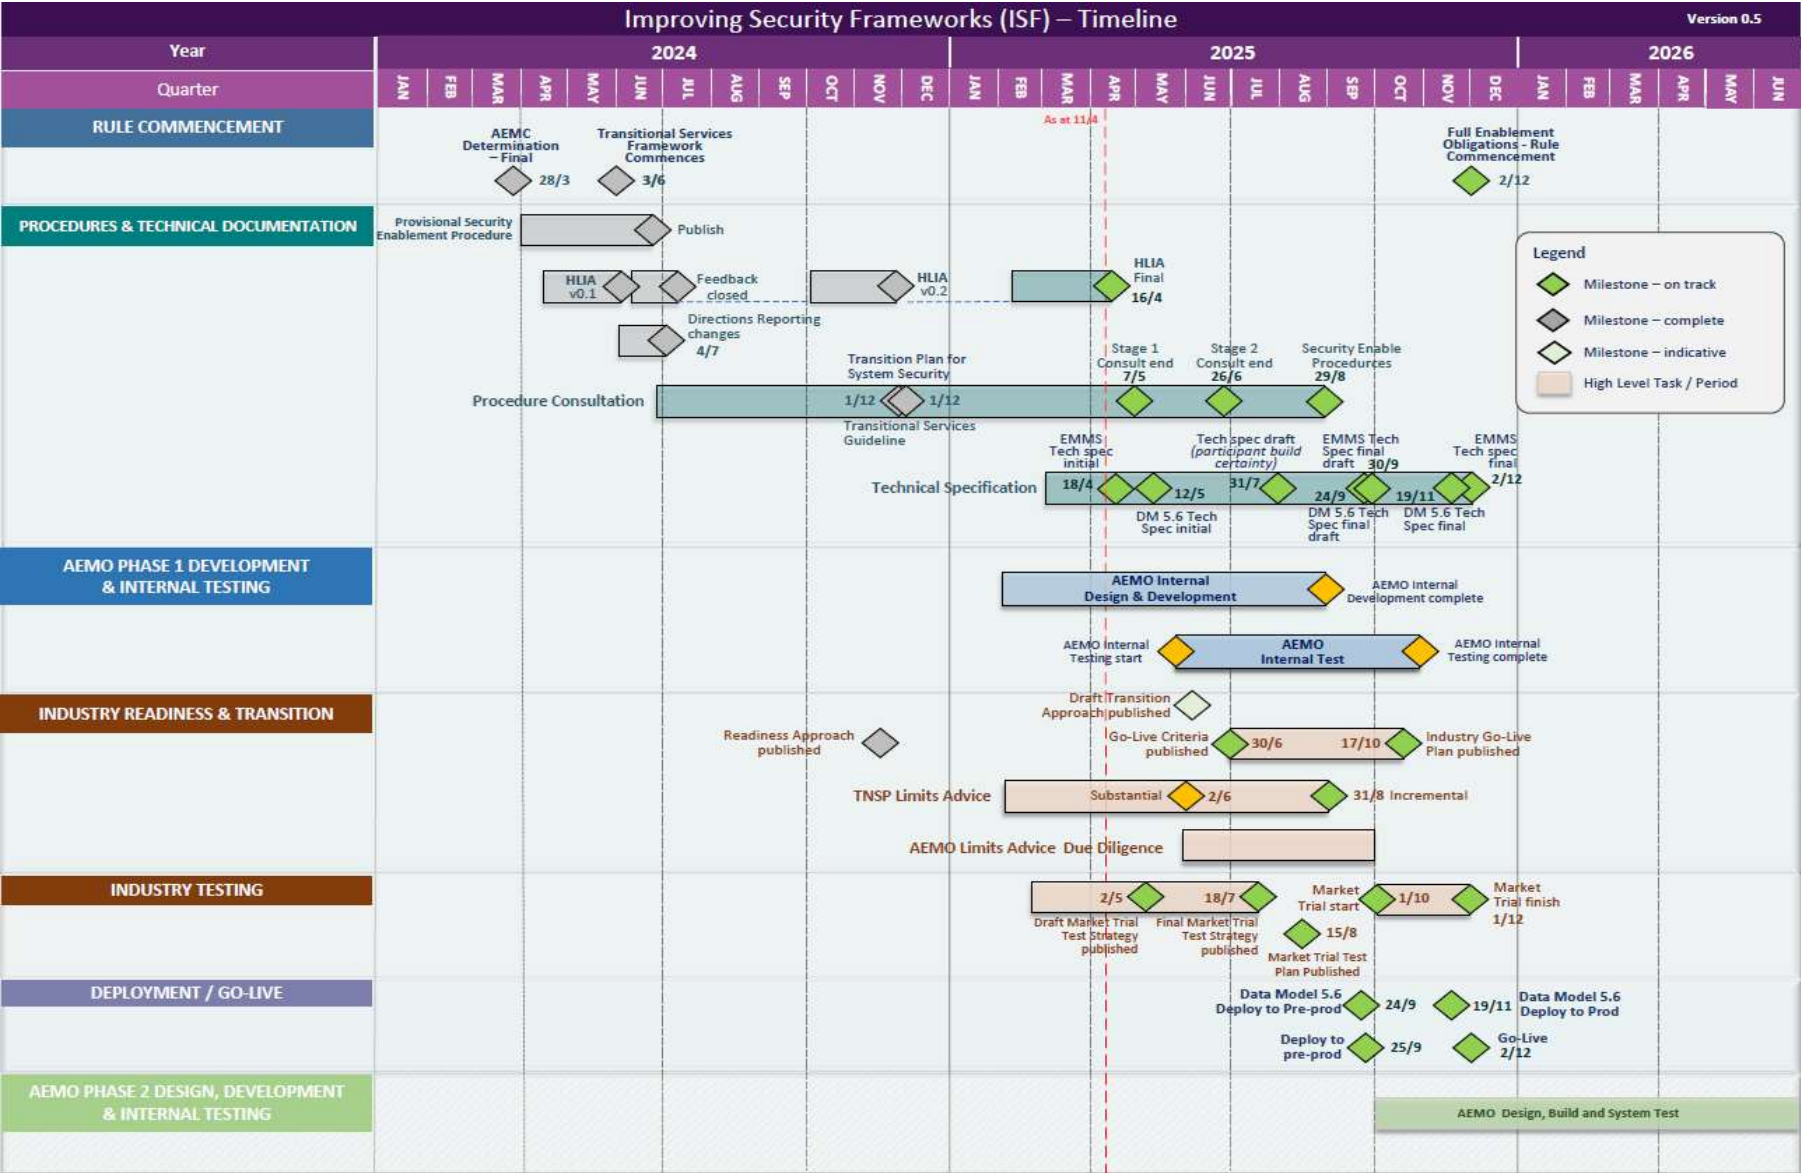 Improving Security Frameworks (ISF) – Timeline
Version 0.5
Year
2024
2025
2026
Quarter
JAN FEB MAR APR MAY JUN JUL AUG SEP OCT NOV DEC JAN FEB MAR APR MAY JUN JUL AUG SEP OCT NOV DEC JAN FEB MAR APR MAY JUN
As at 11/4
RULE COMMENCEMENT
AEMC
Determination
– Final
28/3
Transitional Services
Framework
Commences
3/6
Full Enablement
Obligations - Rule
Commencement
2/12
PROCEDURES & TECHNICAL DOCUMENTATION
Provisional Security
Enablement Procedure
Publish
HLIA
v0.1
Feedback
closed
HLIA
v0.2
HLIA
Final
16/4
Directions Reporting
changes
4/7
Procedure Consultation
Transition Plan for
System Security
1/12
1/12
Transitional Services
Guideline
Stage 1
Consult end
7/5
Stage 2
Consult end
26/6
Security Enable
Procedurces
29/8
Technical Specification
EMMS
Tech spec
initial
18/4
12/5
DM 5.6 Tech
Spec initial
Tech spec draft
(participant build
certainty)
31/7
EMMS Tech
Spec final
draft
30/9
24/9
DM 5.6 Tech
Spec final
draft
19/11
DM 5.6 Tech
Spec final
EMMS
Tech spec
final
2/12
Legend
Milestone – on track
Milestone – complete
Milestone – indicative
High Level Task / Period
AEMO PHASE 1 DEVELOPMENT
& INTERNAL TESTING
AEMO Internal
Design & Development
AEMO Internal
Development complete
AEMO Internal
Testing start
AEMO
Internal Test
AEMO Internal
Testing complete
INDUSTRY READINESS & TRANSITION
Draft Transition
Approach published
Readiness Approach
published
Go-Live Criteria
published
30/6
17/10
Industry Go-Live
Plan published
TNSP Limits Advice
Substantial
2/6
31/8 Incremental
AEMO Limits Advice Due Diligence
INDUSTRY TESTING
2/5
Draft Market Trial
Test Strategy
published
18/7
Final Market Trial
Test Strategy
published
Market
Trial start
1/10
Market
Trial finish
1/12
15/8
Market Trial Test
Plan Published
DEPLOYMENT / GO-LIVE
Data Model 5.6
Deploy to Pre-prod
24/9
19/11
Data Model 5.6
Deploy to Prod
Deploy to
pre-prod
25/9
Go-Live
2/12
AEMO PHASE 2 DESIGN, DEVELOPMENT
& INTERNAL TESTING
AEMO Design, Build and System Test